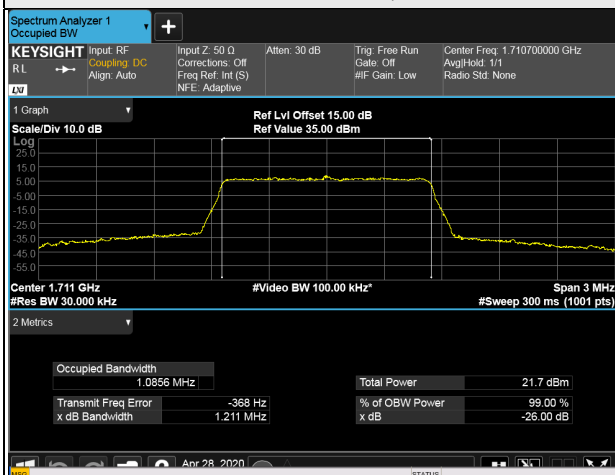 Spectrum Analyzer 1
Occupied BW
KEYSIGHT Input: RF Input Z: 50 Ω Atten: 30 dB Trig: Free Run Center Freq: 1.710700000 GHz
RL Coupling: DC Corrections: Off Gate: Off Avg|Hold: 1/1
Align: Auto Freq Ref: Int (S) #IF Gain: Low Radio Std: None
LXI NFE: Adaptive
1 Graph Ref Lvl Offset 15.00 dB
Scale/Div 10.0 dB Ref Value 35.00 dBm
Log
25.0
15.0
5.00
-5.00
-15.0
-25.0
-35.0
-45.0
-55.0
Center 1.711 GHz #Video BW 100.00 kHz* Span 3 MHz
#Res BW 30.000 kHz #Sweep 300 ms (1001 pts)
2 Metrics
Occupied Bandwidth
1.0856 MHz Total Power 21.7 dBm
Transmit Freq Error -368 Hz % of OBW Power 99.00 %
x dB Bandwidth 1.211 MHz x dB -26.00 dB
Apr 28, 2020
MSG STATUS